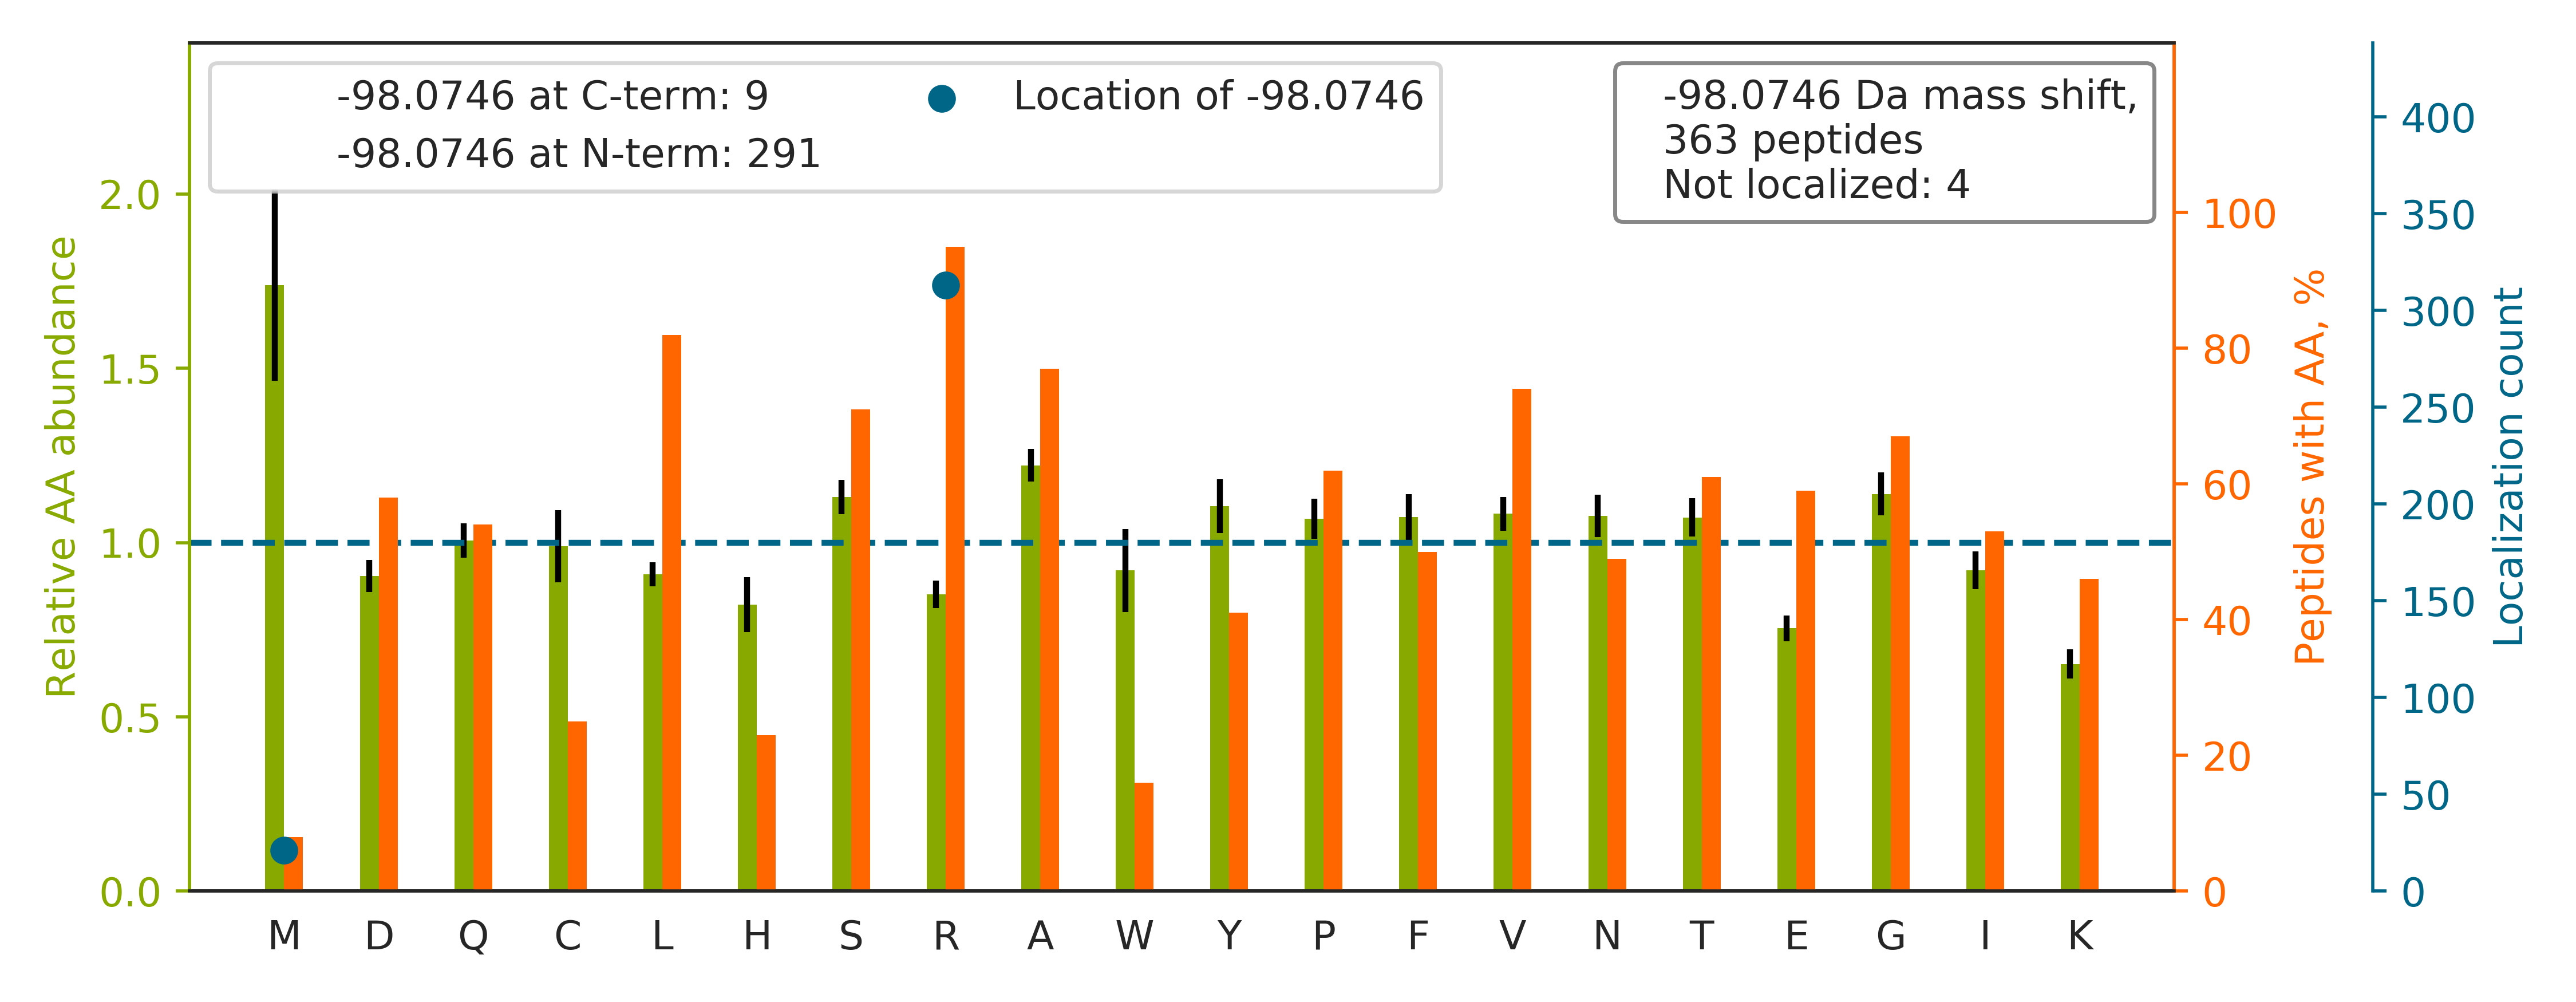 -98.0746 at C-term: 9
-98.0746 at N-term: 291
Location of -98.0746
-98.0746 Da mass shift,
363 peptides
Not localized: 4
Relative AA abundance
2.0
1.5
1.0
0.5
0.0
M D Q C L H S R A W Y P F V N T E G I K
100
80
60
40
20
0
Peptides with AA, %
400
350
300
250
200
150
100
50
0
Localization count